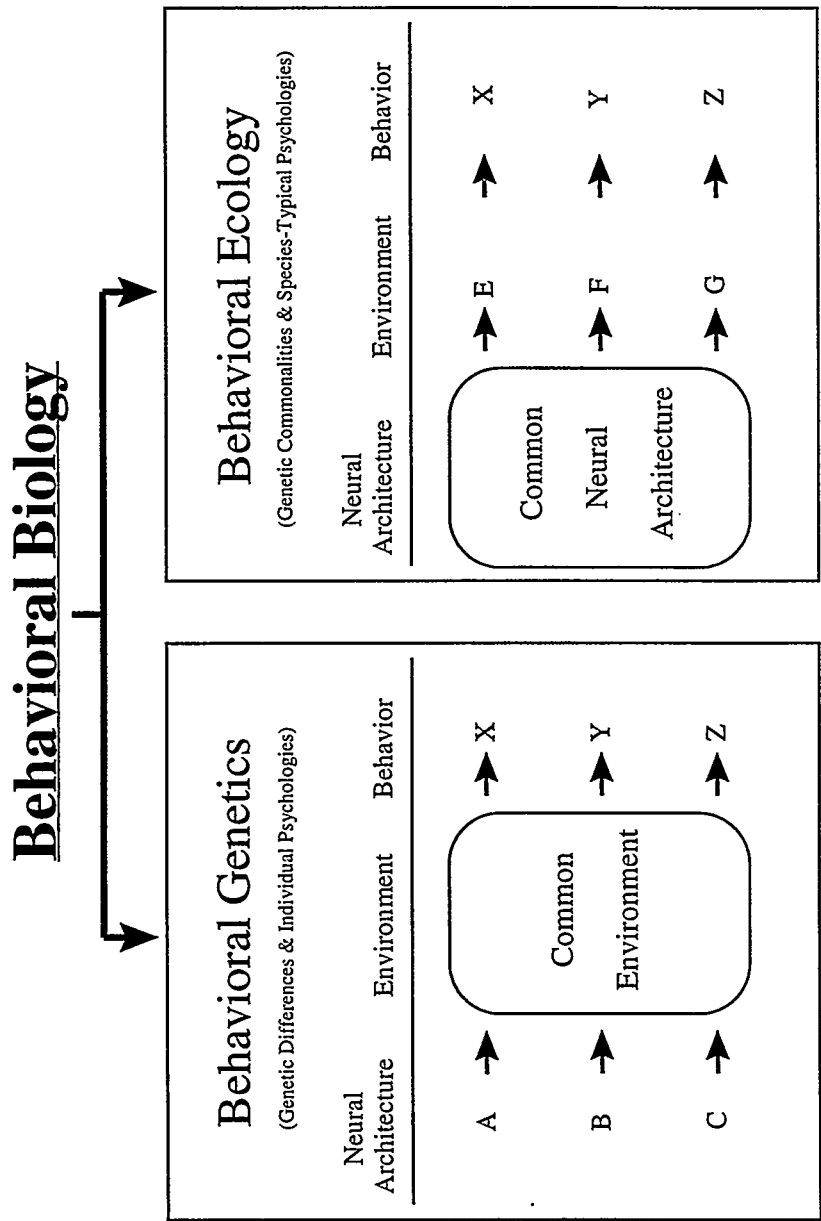 Behavioral Biology
Behavioral Genetics
(Genetic Differences & Individual Psychologies)
Neural
Architecture Environment Behavior
A X
B Y
C Z
Common
Environment
Behavioral Ecology
(Genetic Commonalities & Species-Typical Psychologies)
Neural
Architecture Environment Behavior
Common
Neural
Architecture
E X
F Y
G Z